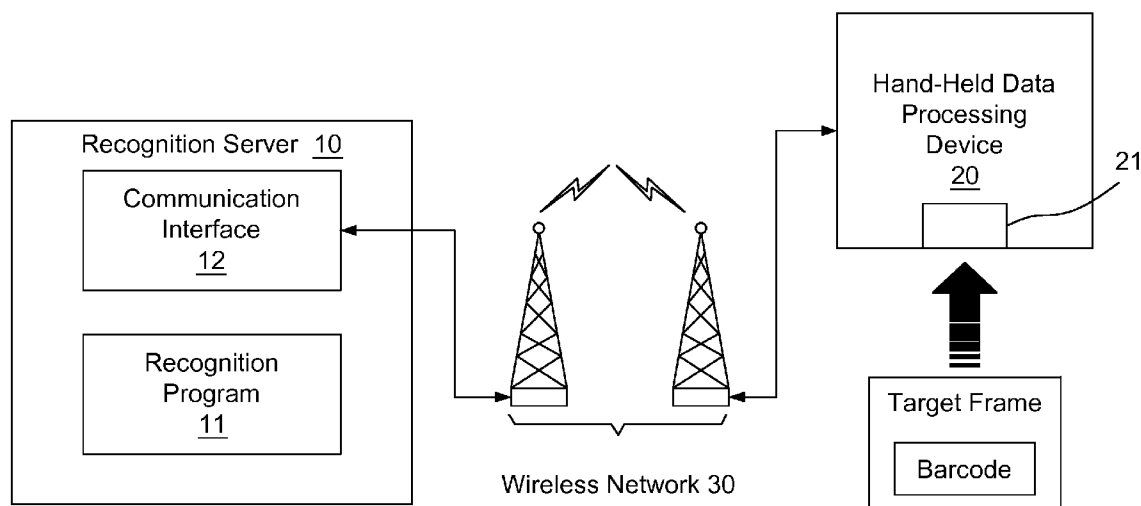 Recognition Server 10
Communication
Interface
12
Recognition
Program
11
Wireless Network 30
Hand-Held Data
Processing
Device
20
21
Target Frame
Barcode